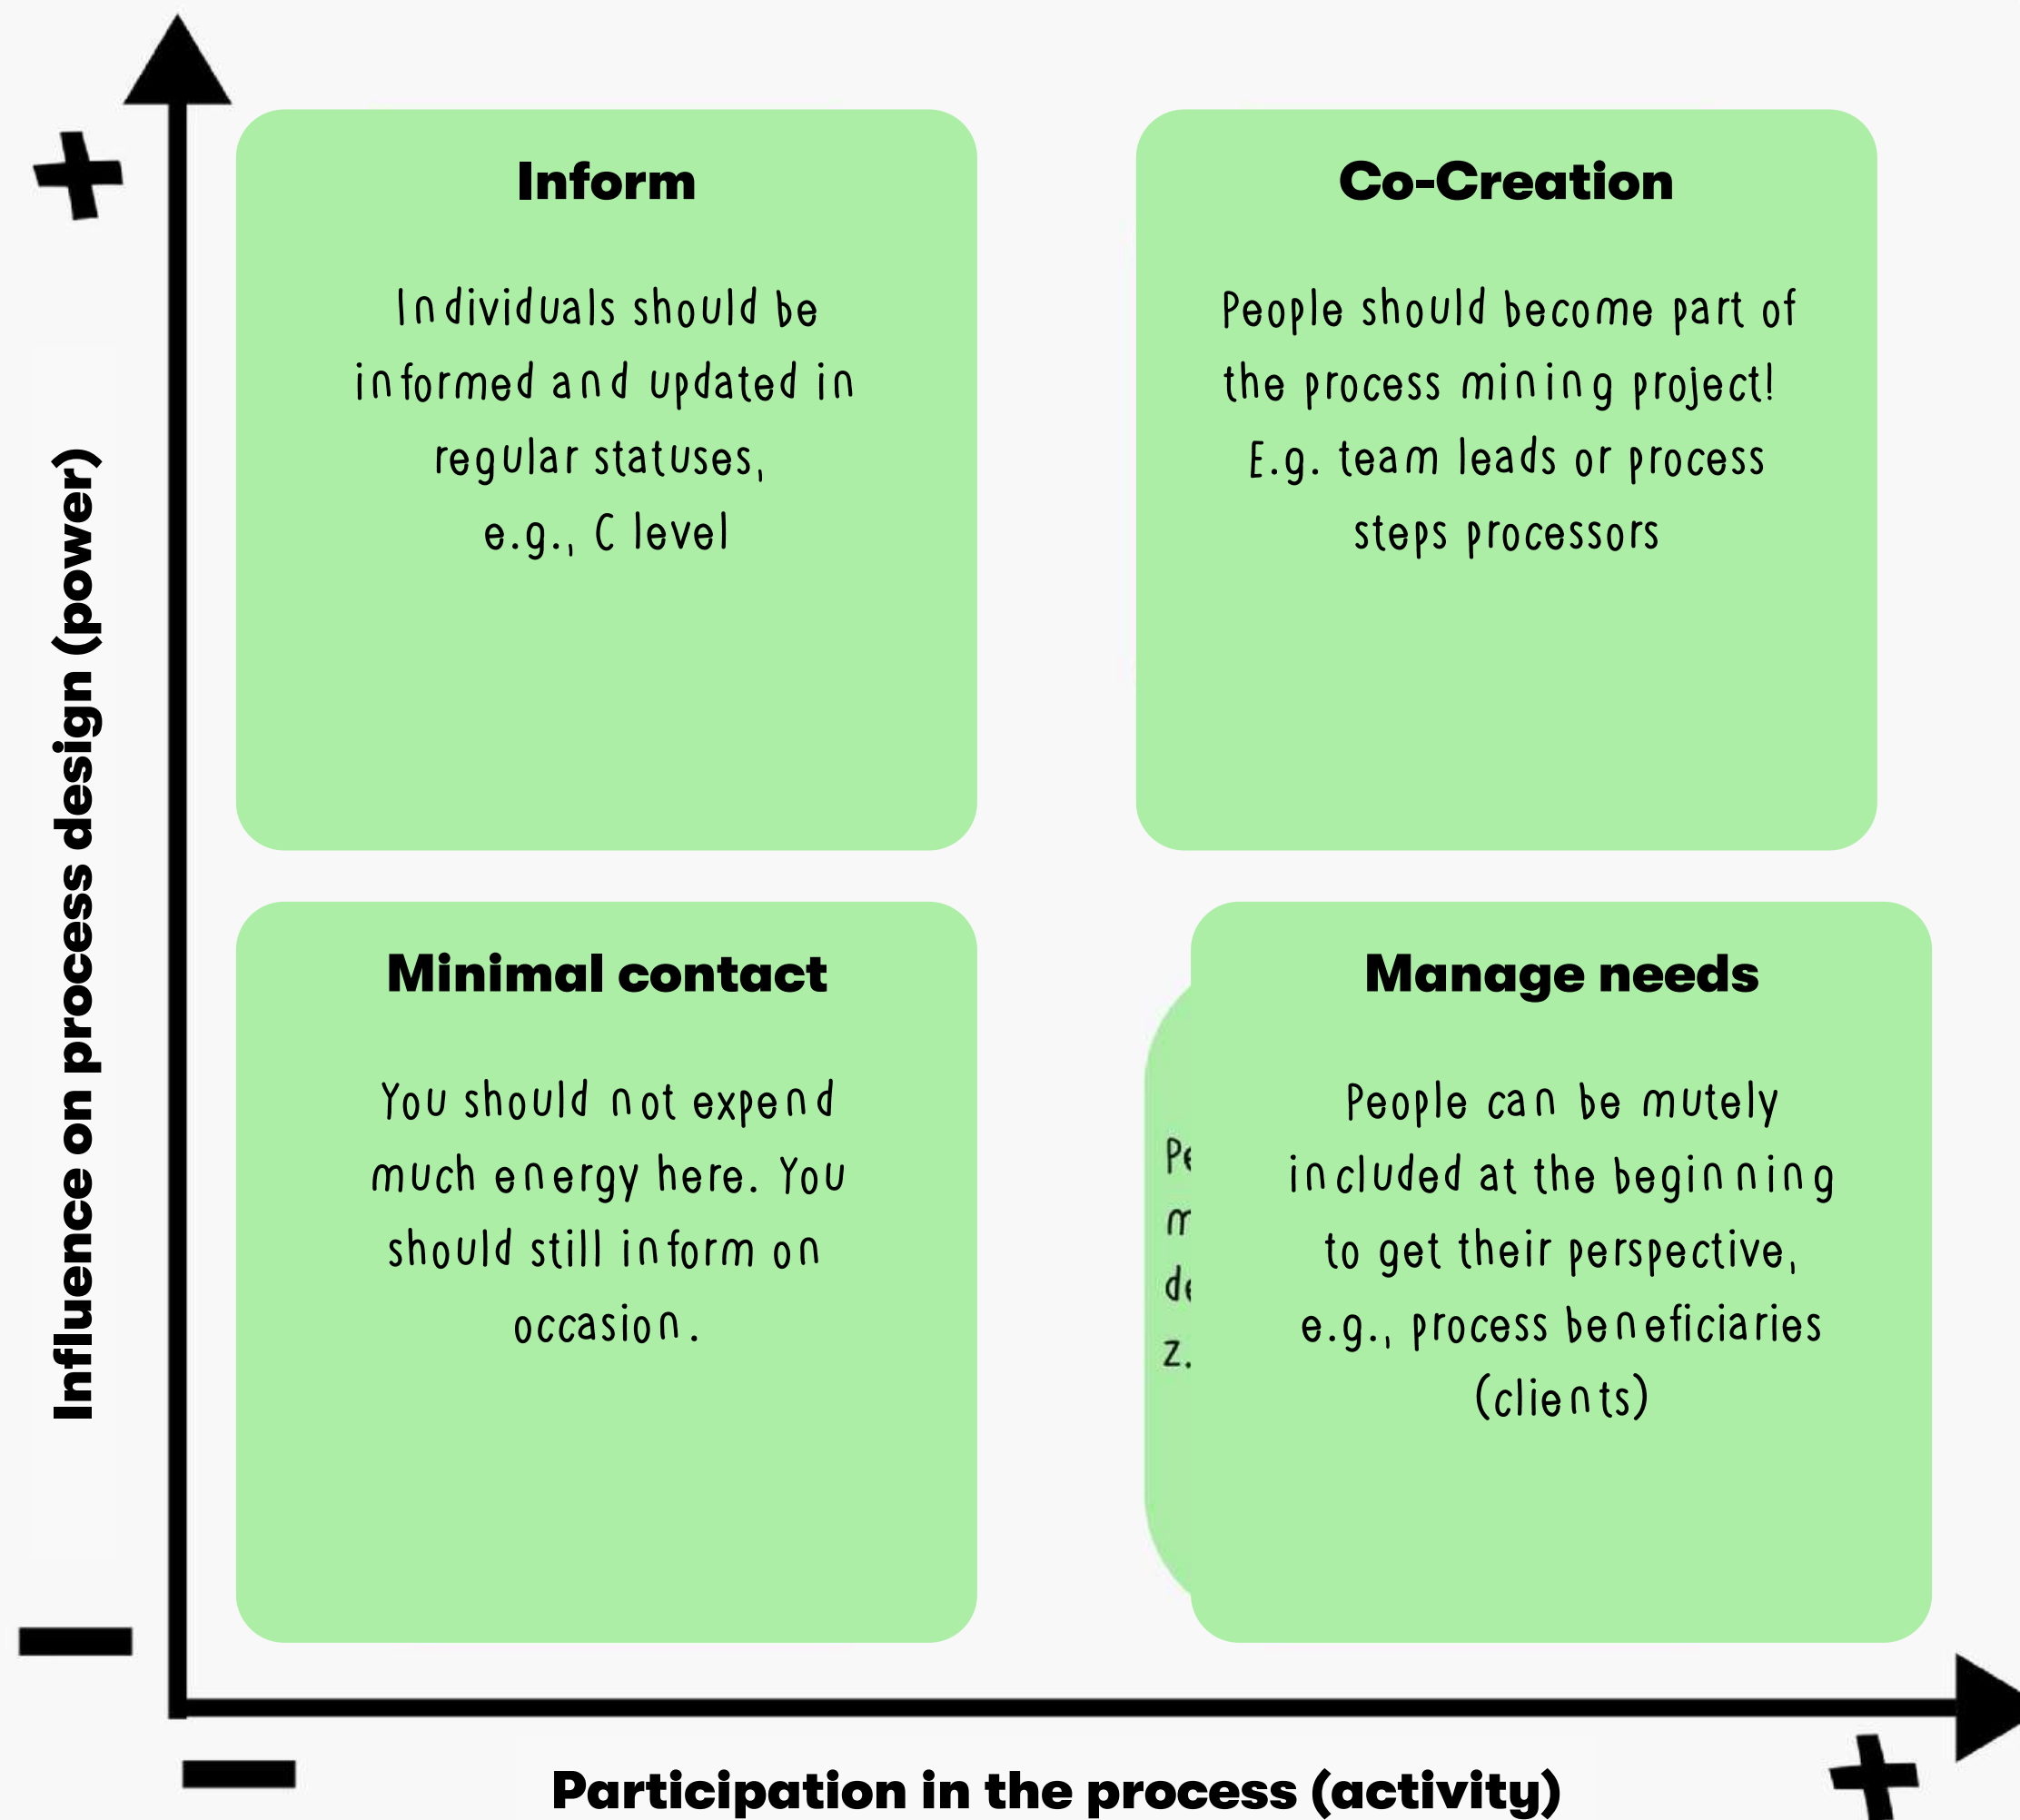 +
Inform
Individuals should be
informed and updated in
regular statuses,
e.g., C level
Co-Creation
People should become part of
the process mining project!
E.g. team leads or process
steps processors
Influence on process design (power)
Minimal contact
You should not expend
much energy here. You
should still inform on
occasion.
Manage needs
People can be mutely
included at the beginning
to get their perspective,
e.g., process beneficiaries
(clients)
z.
−
−
Participation in the process (activity)
+